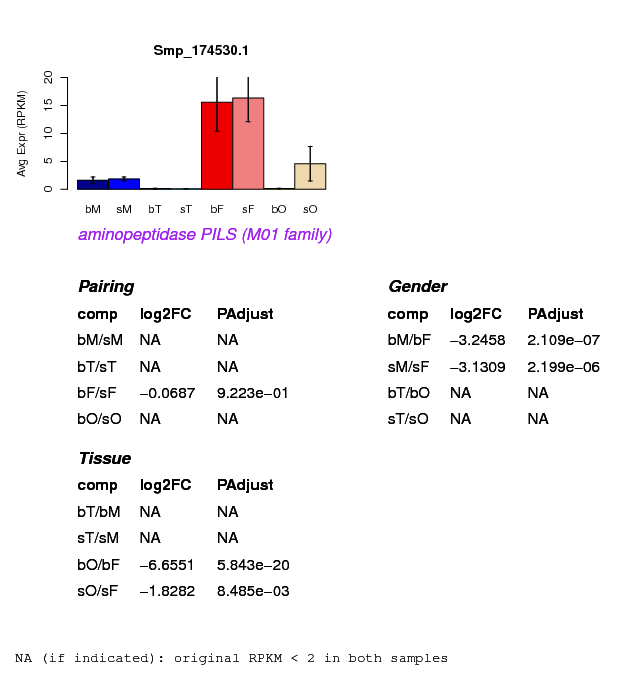 Smp_174530.1
Avg Expr (RPKM)
20
15
10
5
0
bM sM bT sT bF sF bO sO
aminopeptidase PILS (M01 family)
Pairing
comp log2FC PAdjust
bM/sM NA NA
bT/sT NA NA
bF/sF −0.0687 9.223e−01
bO/sO NA NA
Gender
comp log2FC PAdjust
bM/bF −3.2458 2.109e−07
sM/sF −3.1309 2.199e−06
bT/bO NA NA
sT/sO NA NA
Tissue
comp log2FC PAdjust
bT/bM NA NA
sT/sM NA NA
bO/bF −6.6551 5.843e−20
sO/sF −1.8282 8.485e−03
NA (if indicated): original RPKM < 2 in both samples